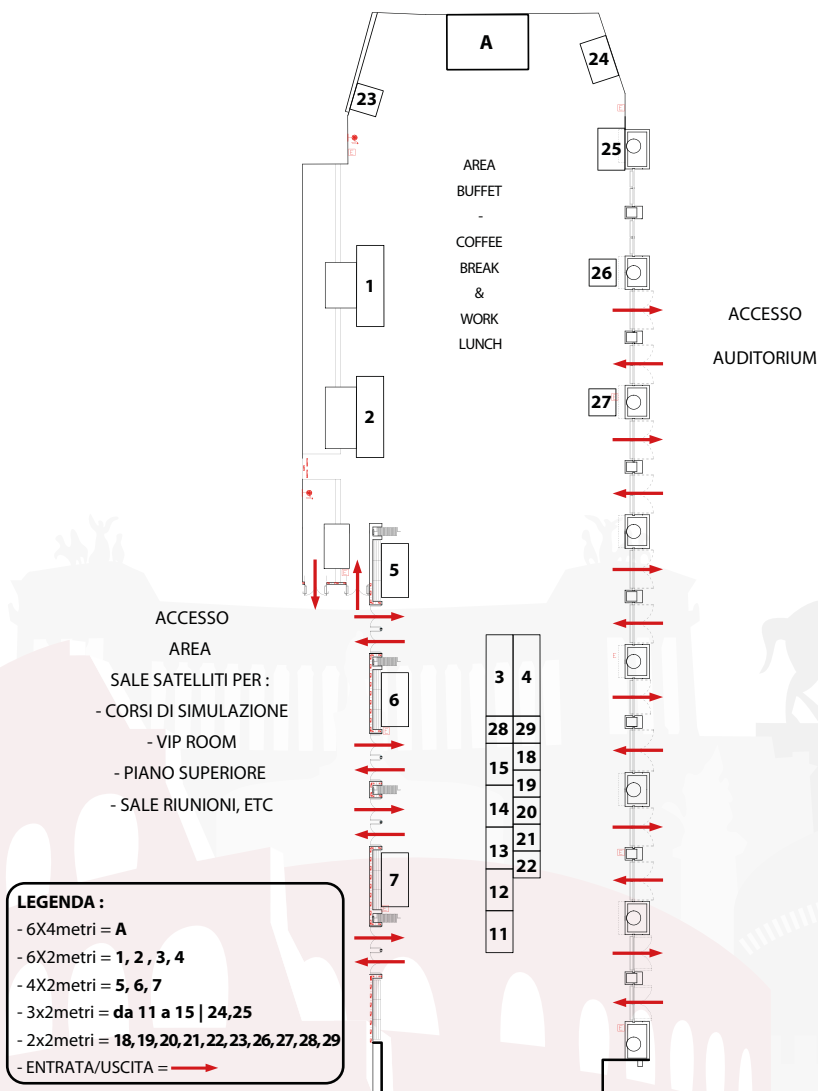 A
24
23
25
AREA
BUFFET
-
COFFEE
BREAK
&
WORK
LUNCH
1
26
ACCESSO
AUDITORIUM
2
27
5
ACCESSO
AREA
SALE SATELLITI PER :
- CORSI DI SIMULAZIONE
- VIP ROOM
- PIANO SUPERIORE
- SALE RIUNIONI, ETC
6
3 4
28 29
15 18
19
14 20
13 21
22
12
11
7
LEGENDA :
- 6X4metri = A
- 6X2metri = 1, 2 , 3, 4
- 4X2metri = 5, 6, 7
- 3x2metri = da 11 a 15 | 24,25
- 2x2metri = 18,19,20,21,22,23,26,27,28,29
- ENTRATA/USCITA =